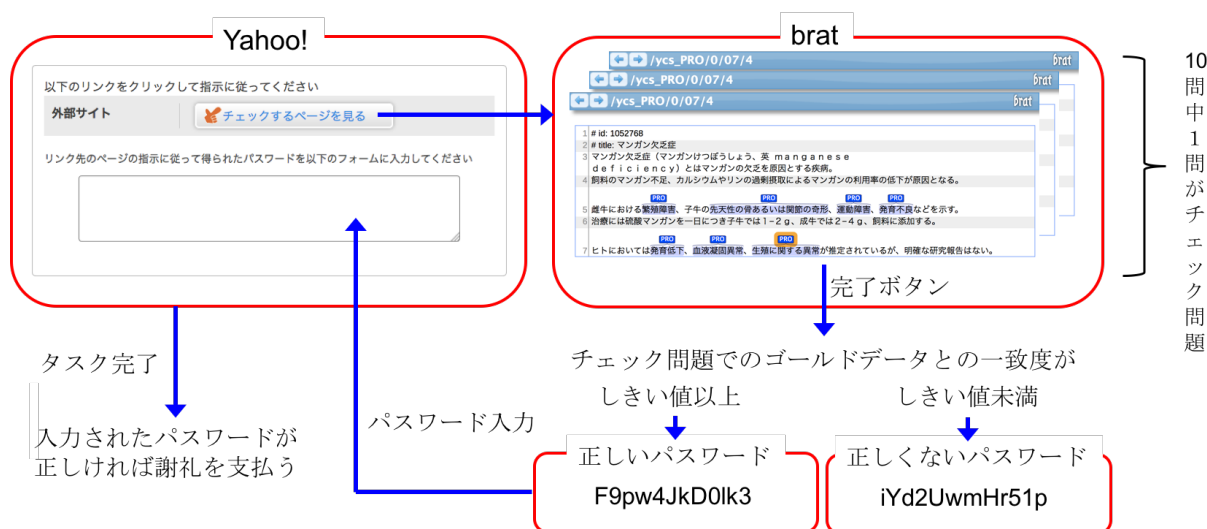 Yahoo!
以下のリンクをクリックして指示に従ってください
外部サイト
チェックするページを見る
リンク先のページの指示に従って得られたパスワードを以下のフォームに入力してください
brat
/ycs_PRO/0/07/4
brat
/ycs_PRO/0/07/4
brat
/ycs_PRO/0/07/4
brat
1 # id: 1052768
2 # title: マンガン欠乏症
3 マンガン欠乏症（マンガンけつぼうしょう、英 ｍａｎｇａｎｅｓｅ
ｄｅｆｉｃｉｅｎｃｙ）とはマンガンの欠乏を原因とする疾病。
4 飼料のマンガン不足、カルシウムやリンの過剰摂取によるマンガンの利用率の低下が原因となる。
PRO PRO PRO PRO
5 雌牛における繁殖障害、子牛の先天性の骨あるいは関節の奇形、運動障害、発育不良などを示す。
6 治療には硫酸マンガンを一日につき子牛では１−２ｇ、成牛では２−４ｇ、飼料に添加する。
PRO PRO PRO
7 ヒトにおいては発育低下、血液凝固異常、生殖に関する異常が推定されているが、明確な研究報告はない。
10問中１問がチェック問題
完了ボタン
チェック問題でのゴールドデータとの一致度が
しきい値以上
しきい値未満
タスク完了
入力されたパスワードが
正しければ謝礼を支払う
パスワード入力
正しいパスワード
F9pw4JkD0lk3
正しくないパスワード
iYd2UwmHr51p